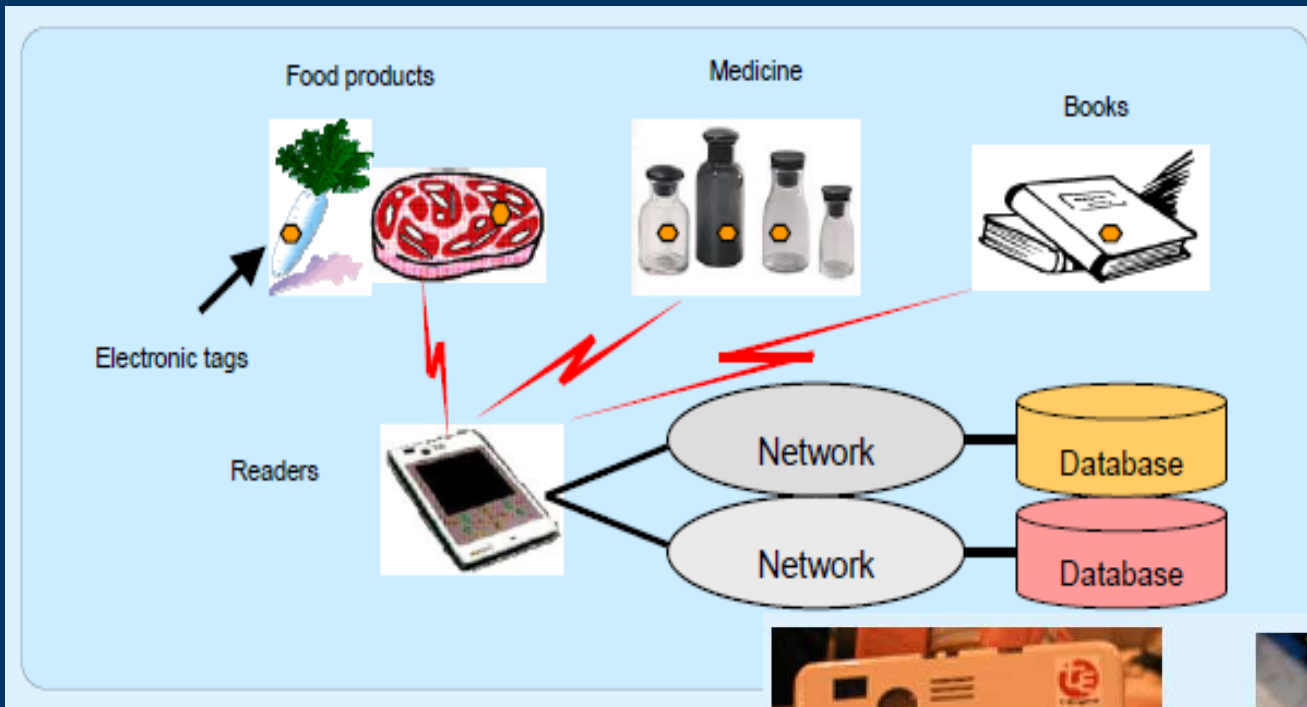 Food products
Medicine
Books
Electronic tags
Readers
Network
Database
Network
Database